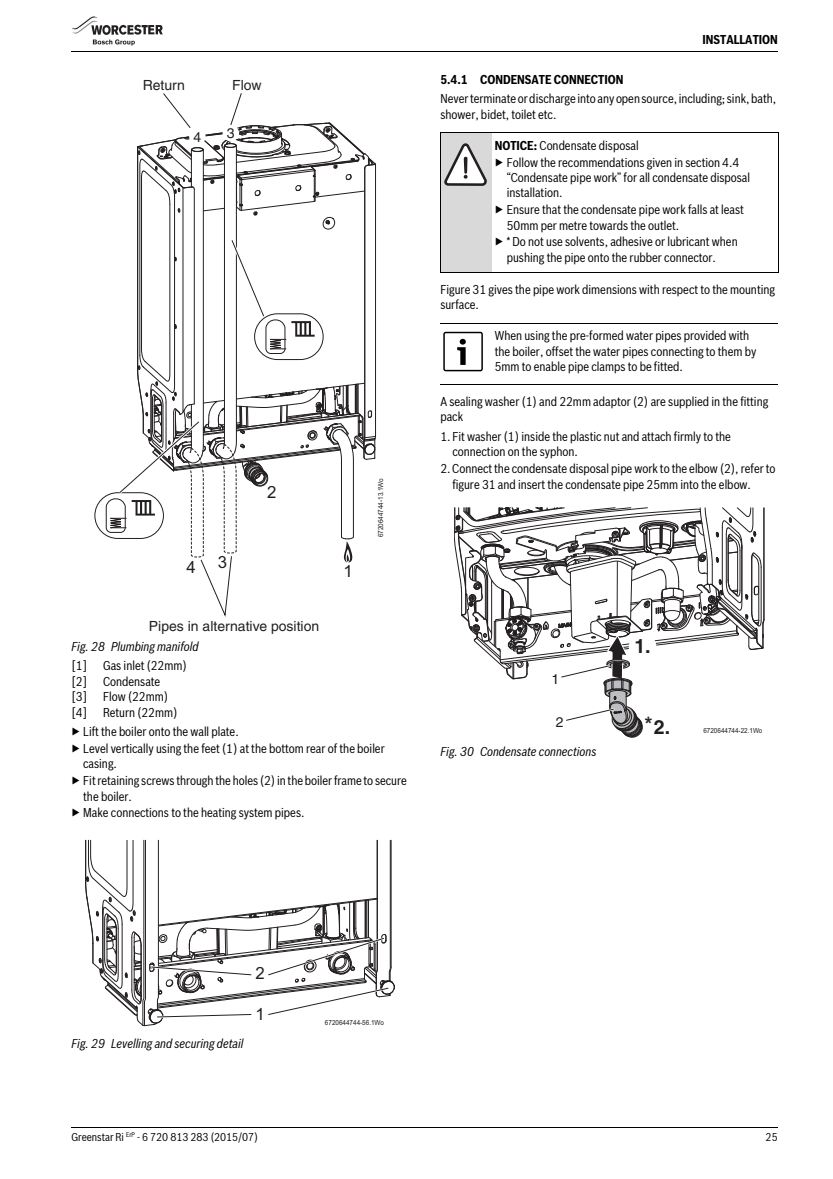 WORCESTER
Bosch Group
INSTALLATION
Return Flow
4 3
2
6720644744-13.1Wo
4 3
1
Pipes in alternative position
Fig. 28 Plumbing manifold
[1] Gas inlet (22mm)
[2] Condensate
[3] Flow (22mm)
[4] Return (22mm)
▶ Lift the boiler onto the wall plate.
▶ Level vertically using the feet (1) at the bottom rear of the boiler
casing.
▶ Fit retaining screws through the holes (2) in the boiler frame to secure
the boiler.
▶ Make connections to the heating system pipes.
2
1
6720644744-56.1Wo
Fig. 29 Levelling and securing detail
5.4.1 CONDENSATE CONNECTION
Never terminate or discharge into any open source, including; sink, bath,
shower, bidet, toilet etc.
NOTICE: Condensate disposal
▶ Follow the recommendations given in section 4.4
“Condensate pipe work” for all condensate disposal
installation.
▶ Ensure that the condensate pipe work falls at least
50mm per metre towards the outlet.
▶ * Do not use solvents, adhesive or lubricant when
pushing the pipe onto the rubber connector.
Figure 31 gives the pipe work dimensions with respect to the mounting
surface.
When using the pre-formed water pipes provided with
the boiler, offset the water pipes connecting to them by
5mm to enable pipe clamps to be fitted.
A sealing washer (1) and 22mm adaptor (2) are supplied in the fitting
pack
1. Fit washer (1) inside the plastic nut and attach firmly to the
connection on the syphon.
2. Connect the condensate disposal pipe work to the elbow (2), refer to
figure 31 and insert the condensate pipe 25mm into the elbow.
1.
1
2
*2.
6720644744-22.1Wo
Fig. 30 Condensate connections
Greenstar Ri ErP - 6 720 813 283 (2015/07)
25